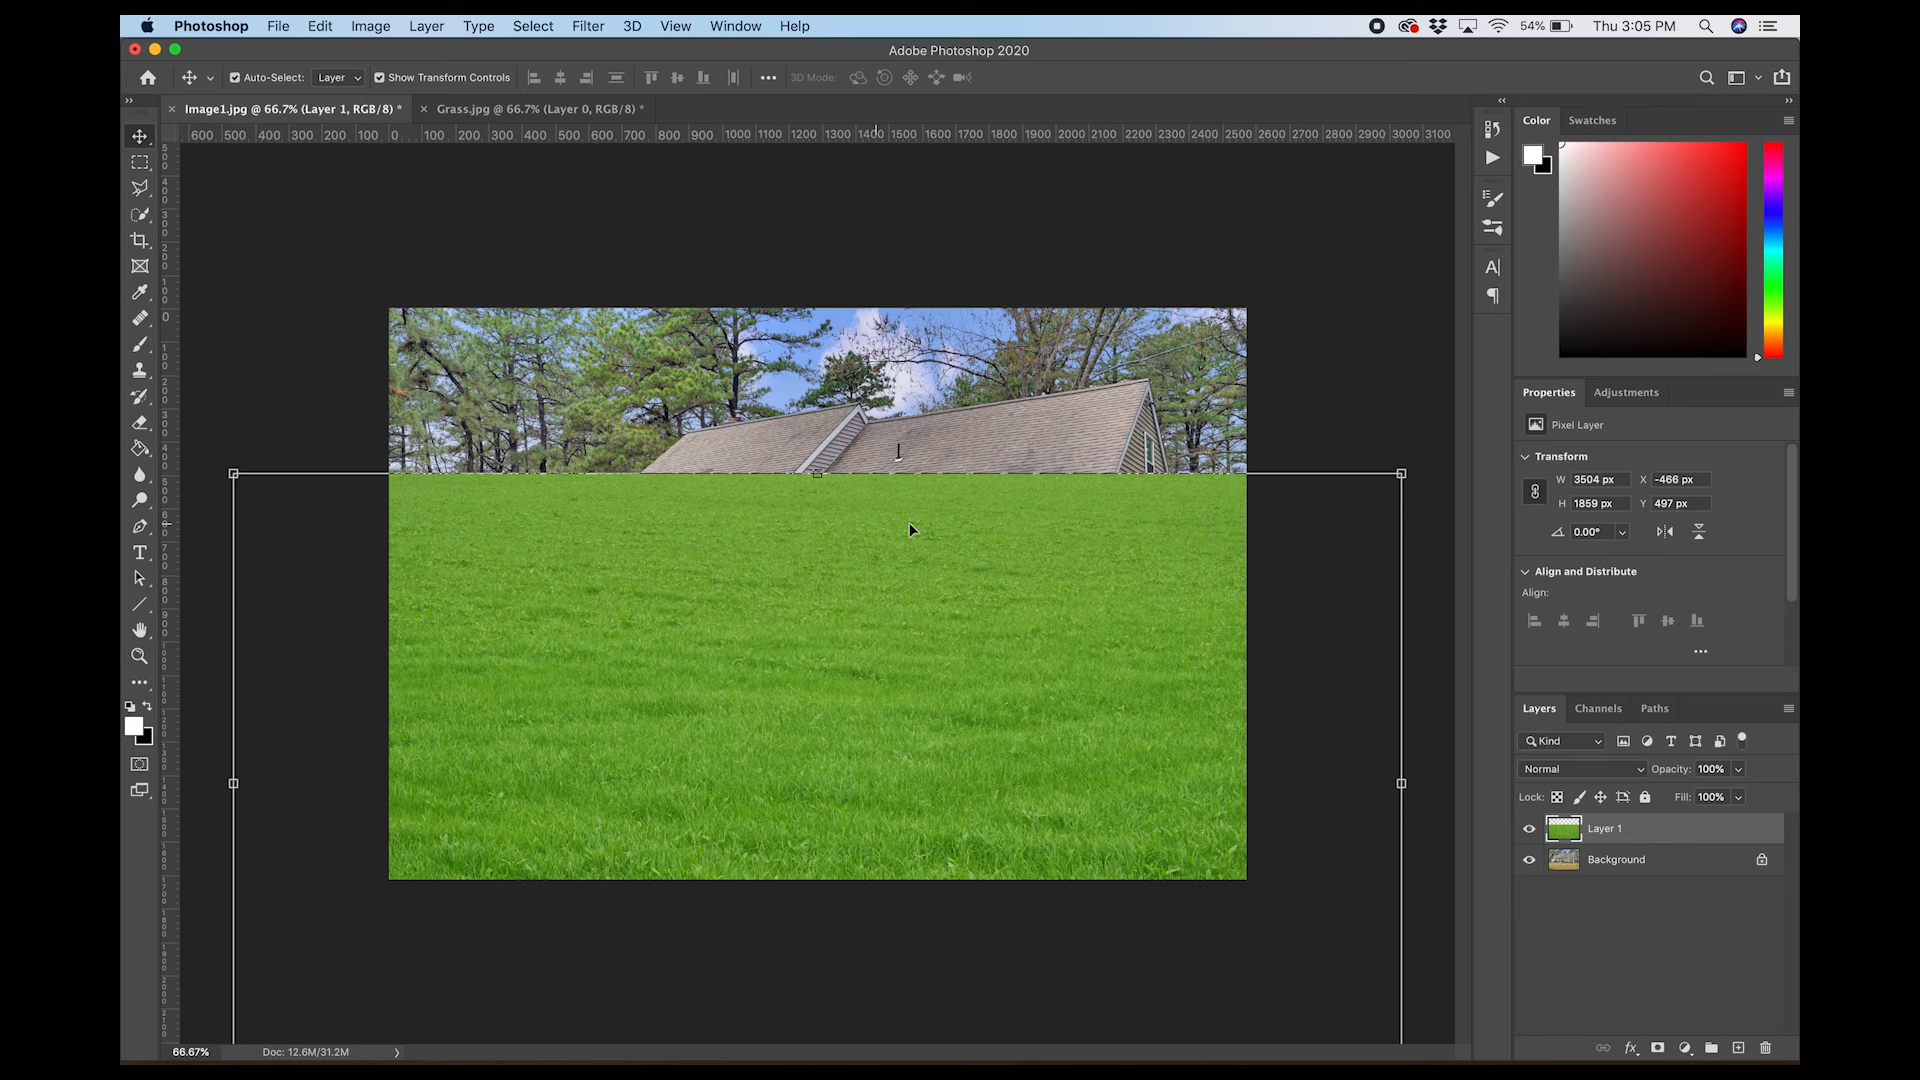 Photoshop File Edit Image Layer Type Select Filter 3D View Window Help 54% Thu 3:05 PM
Adobe Photoshop 2020
Auto-Select: Layer Show Transform Controls 3D Mode:
Image1.jpg @ 66.7% (Layer 1, RGB/8) * Grass.jpg @ 66.7% (Layer 0, RGB/8) *
600 500 400 300 200 100 0 100 200 300 400 500 600 700 800 900 1000 1100 1200 1300 1400 1500 1600 1700 1800 1900 2000 2100 2200 2300 2400 2500 2600 2700 2800 2900 3000 3100
Color Swatches
Properties Adjustments
Pixel Layer
Transform
W 3504 px X -466 px
H 1859 px Y 497 px
0.00°
Align and Distribute
Align:
Layers Channels Paths
Kind
Normal Opacity: 100%
Lock: Fill: 100%
Layer 1
Background
fx
66.67% Doc: 12.6M/31.2M